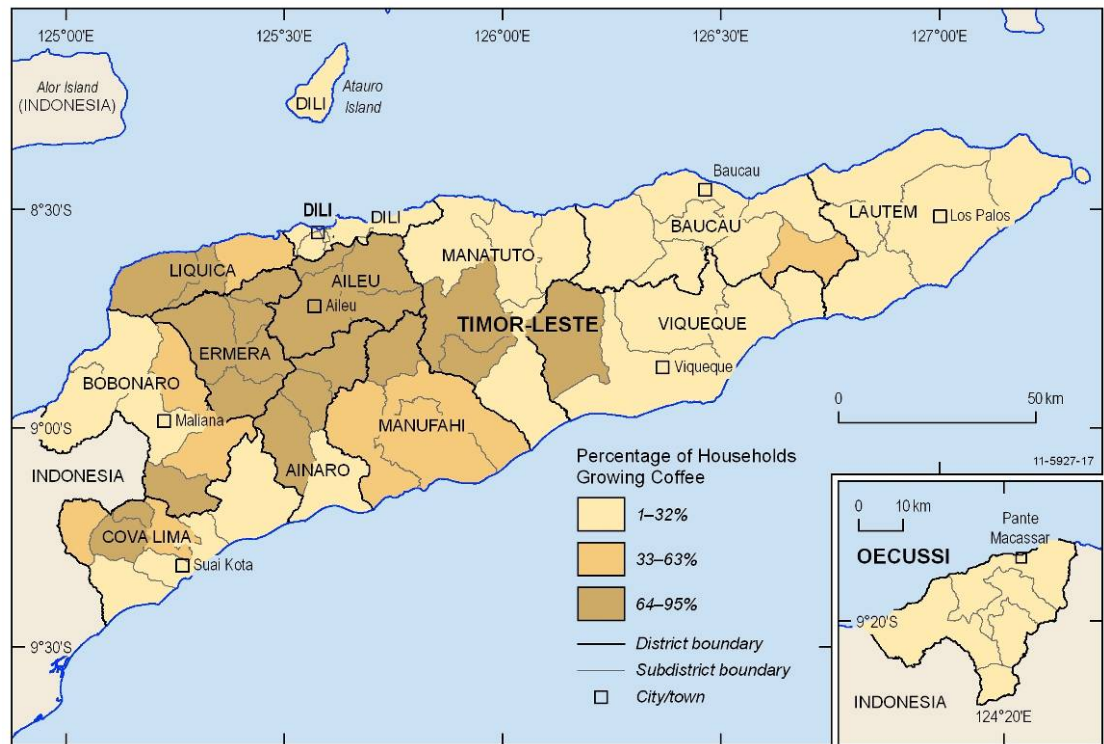 125°00'E
125°30'E
126°00'E
126°30'E
127°00'E
Alor Island
(INDONESIA)
DILI
Atauro
Island
8°30'S
DILI
DILI
Baucau
BAUCAU
LAUTEM
Los Palos
LIQUICA
AILEU
Aileu
MANATUTO
TIMOR-LESTE
VIQUEQUE
Viqueque
ERMERA
BOBONARO
Maliana
9°00'S
MANUFAHI
AINARO
INDONESIA
COVA LIMA
Suai Kota
9°30'S
0 50 km
11-5927-17
Percentage of Households
Growing Coffee
1–32%
33–63%
64–95%
District boundary
Subdistrict boundary
City/town
0 10 km
Pante
Macassar
OECUSSI
9°20'S
INDONESIA
124°20'E